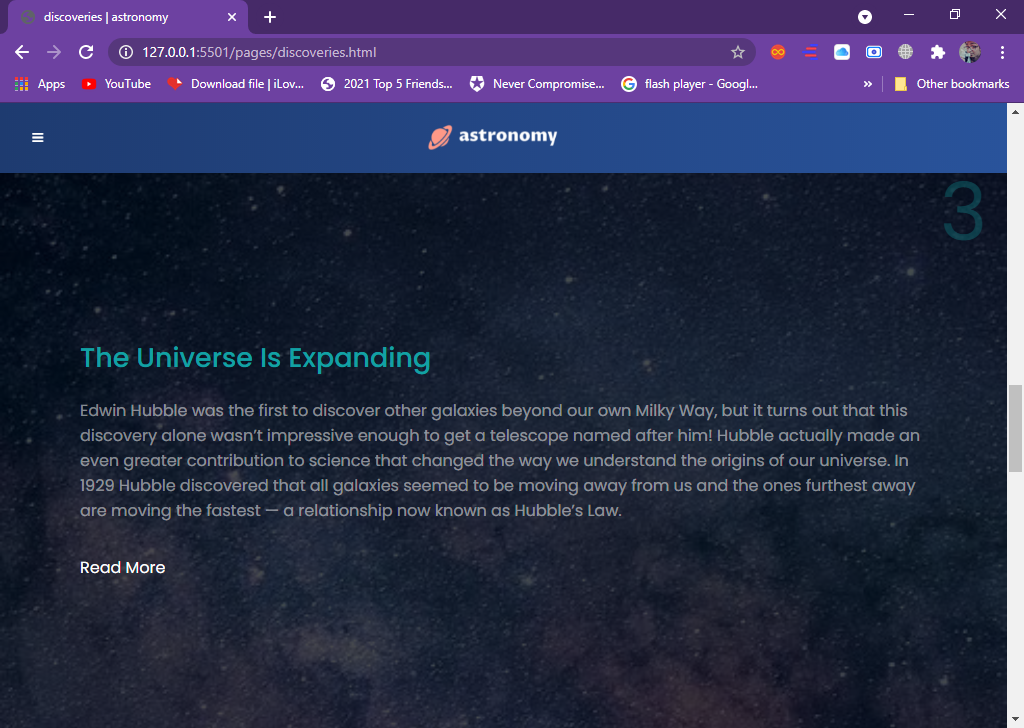 discoveries | astronomy
127.0.0.1:5501/pages/discoveries.html
Apps YouTube Download file | iLov... 2021 Top 5 Friends... Never Compromise... flash player - Googl... » Other bookmarks
astronomy
3
The Universe Is Expanding
Edwin Hubble was the first to discover other galaxies beyond our own Milky Way, but it turns out that this
discovery alone wasn’t impressive enough to get a telescope named after him! Hubble actually made an
even greater contribution to science that changed the way we understand the origins of our universe. In
1929 Hubble discovered that all galaxies seemed to be moving away from us and the ones furthest away
are moving the fastest — a relationship now known as Hubble’s Law.
Read More